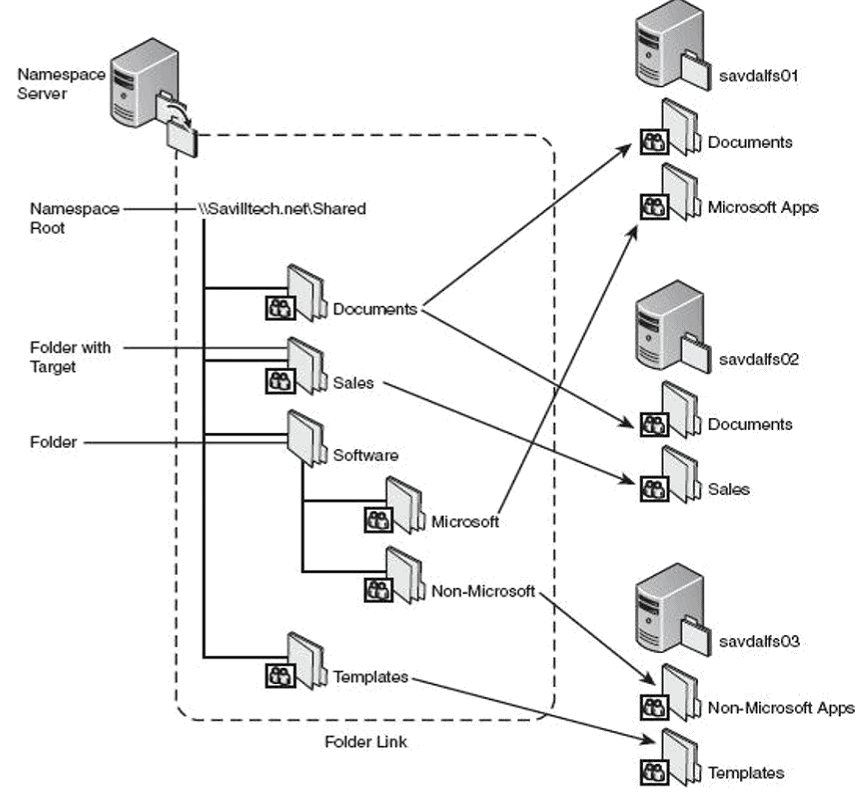 Namespace
Server
Namespace
Root
\\Savilltech.net\Shared
Documents
Folder with
Target
Sales
Folder
Software
Microsoft
Non-Microsoft
Templates
Folder Link
savdalfs01
Documents
Microsoft Apps
savdalfs02
Documents
Sales
savdalfs03
Non-Microsoft Apps
Templates